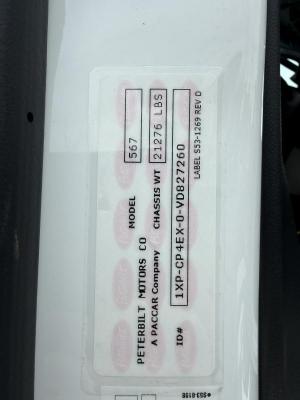 PETERBILT MOTORS CO MODEL 567
A PACCAR Company CHASSIS WT 21276 LBS
ID# 1XP-CP4EX-0-VD827260
LABEL S53-1269 REV D